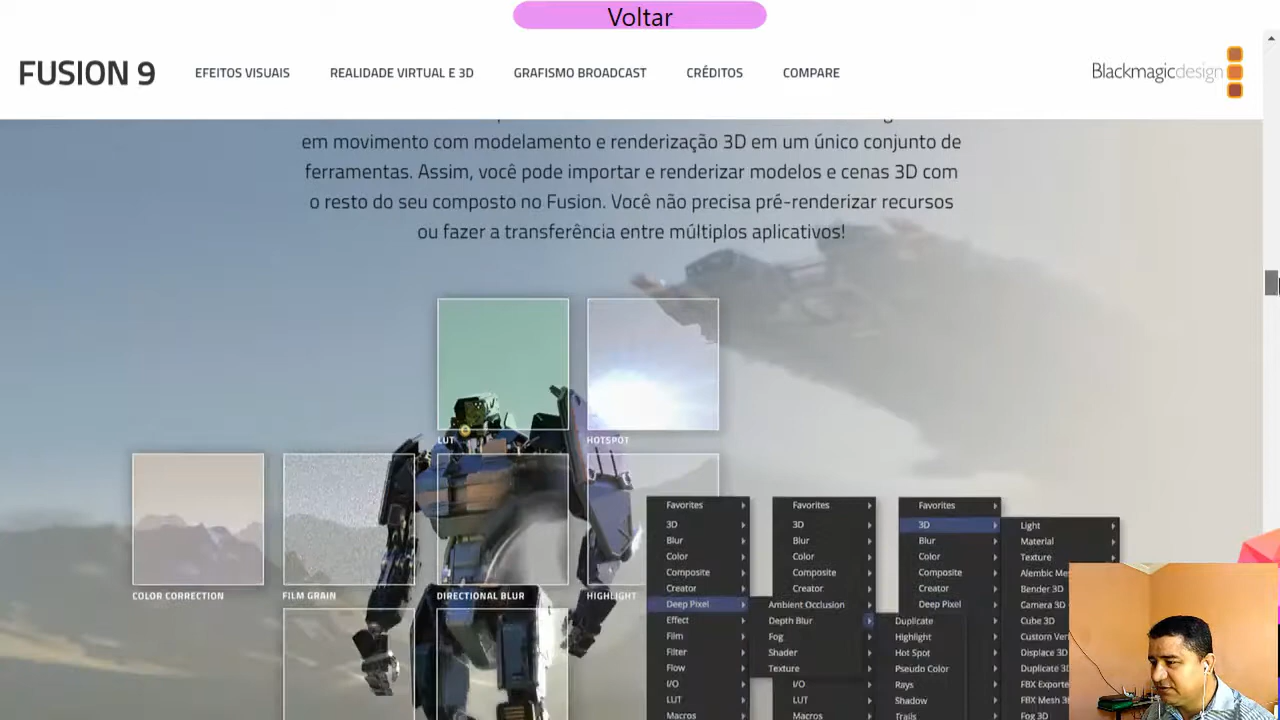 Voltar
FUSION 9
EFEITOS VISUAIS
REALIDADE VIRTUAL E 3D
GRAFISMO BROADCAST
CRÉDITOS
COMPARE
Blackmagicdesign
em movimento com modelamento e renderização 3D em um único conjunto de
ferramentas. Assim, você pode importar e renderizar modelos e cenas 3D com
o resto do seu composto no Fusion. Você não precisa pré-renderizar recursos
ou fazer a transferência entre múltiplos aplicativos!
LUT
HOTSPOT
COLOR CORRECTION
FILM GRAIN
DIRECTIONAL BLUR
HIGHLIGHT
Favorites
3D
Blur
Color
Composite
Creator
Deep Pixel
Effect
Film
Filter
Flow
I/O
LUT
Macros
Favorites
3D
Blur
Color
Composite
Creator
Ambient Occlusion
Depth Blur
Fog
Shader
Texture
I/O
LUT
Macros
Favorites
3D
Blur
Color
Composite
Creator
Deep Pixel
Duplicate
Highlight
Hot Spot
Pseudo Color
Rays
Shadow
Trails
Light
Material
Texture
Alembic Me
Bender 3D
Camera 3D
Cube 3D
Custom Ver
Displace 3D
Duplicate 3D
FBX Exporte
FBX Mesh 3
Fog 3D